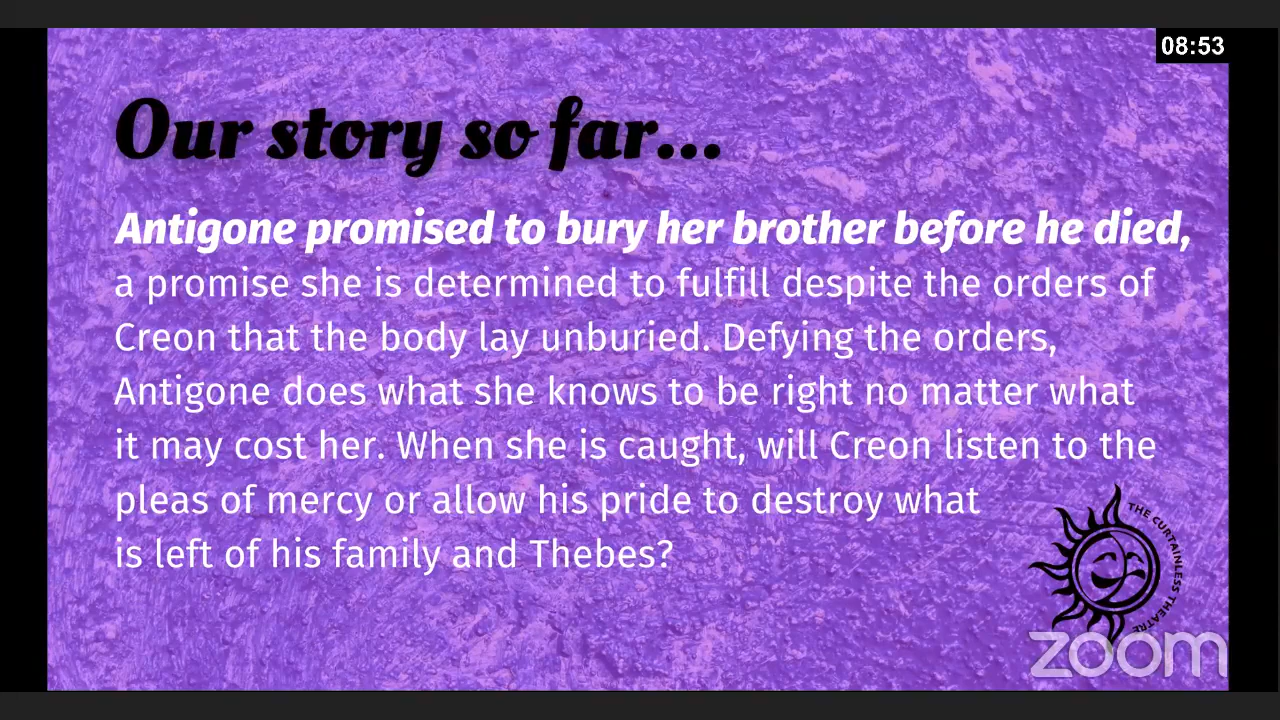 08:53
Our story so far...
Antigone promised to bury her brother before he died,
a promise she is determined to fulfill despite the orders of
Creon that the body lay unburied. Defying the orders,
Antigone does what she knows to be right no matter what
it may cost her. When she is caught, will Creon listen to the
pleas of mercy or allow his pride to destroy what
is left of his family and Thebes?
THE CURTAINLESS THEATRE
zoom